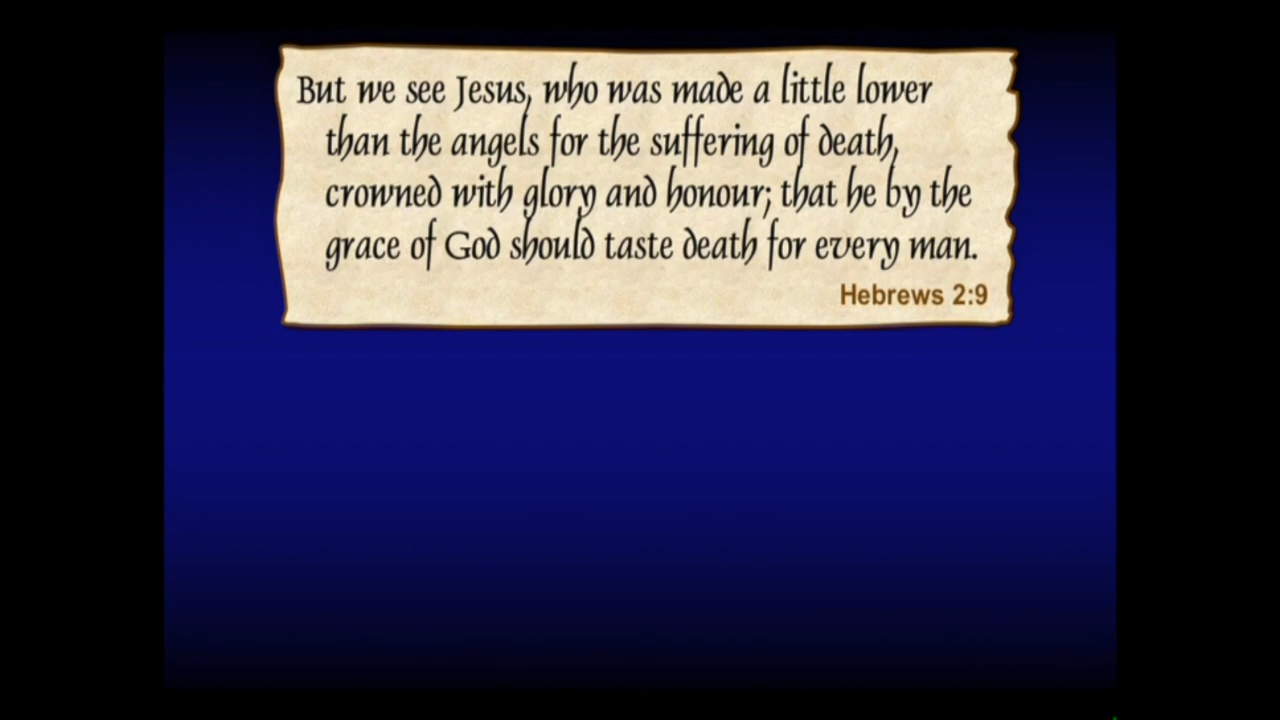 But we see Jesus, who was made a little lower
than the angels for the suffering of death,
crowned with glory and honour; that he by the
grace of God should taste death for every man.
Hebrews 2:9